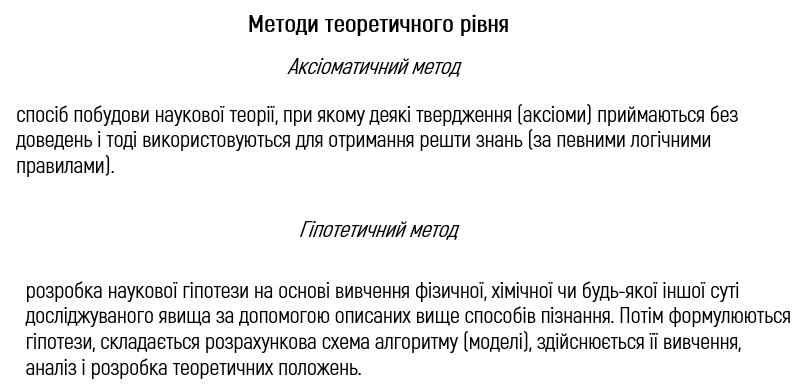 Методи теоретичного рівня
Аксіоматичний метод
спосіб побудови наукової теорії, при якому деякі твердження (аксіоми) приймаються без
доведень і тоді використовуються для отримання решти знань (за певними логічними
правилами).
Гіпотетичний метод
розробка наукової гіпотези на основі вивчення фізичної, хімічної чи будь-якої іншої суті
досліджуваного явища за допомогою описаних вище способів пізнання. Потім формулюються
гіпотези, складається розрахункова схема алгоритму (моделі), здійснюється її вивчення,
аналіз і розробка теоретичних положень.